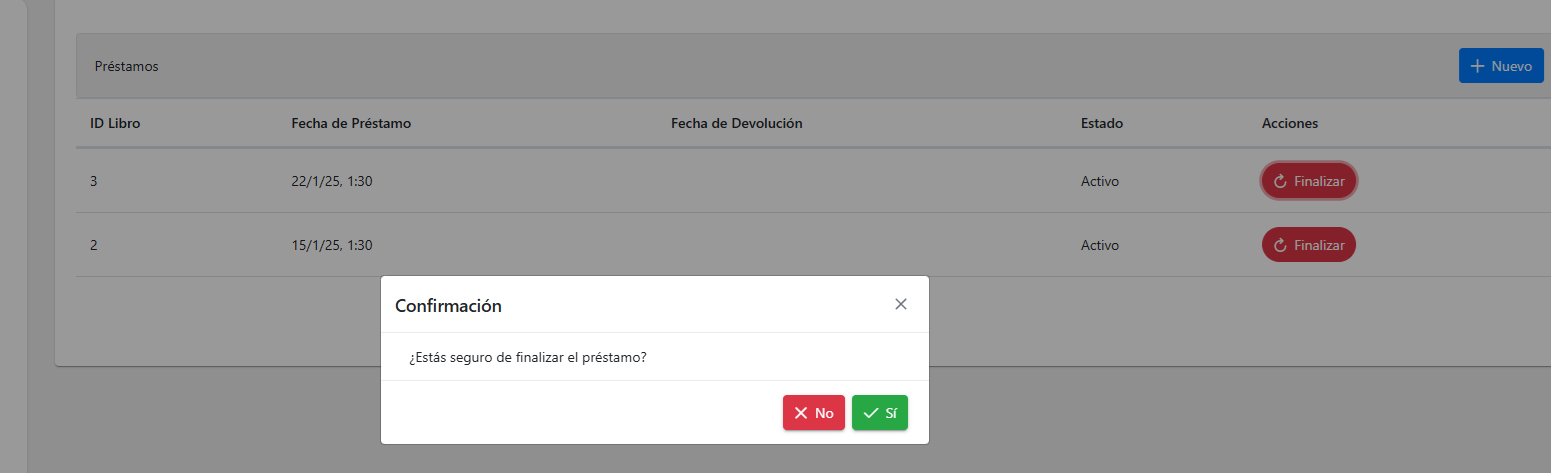 Préstamos
Nuevo
ID Libro Fecha de Préstamo Fecha de Devolución Estado Acciones
3 22/1/25, 1:30 Activo Finalizar
2 15/1/25, 1:30 Activo Finalizar
Confirmación
¿Estás seguro de finalizar el préstamo?
No Sí